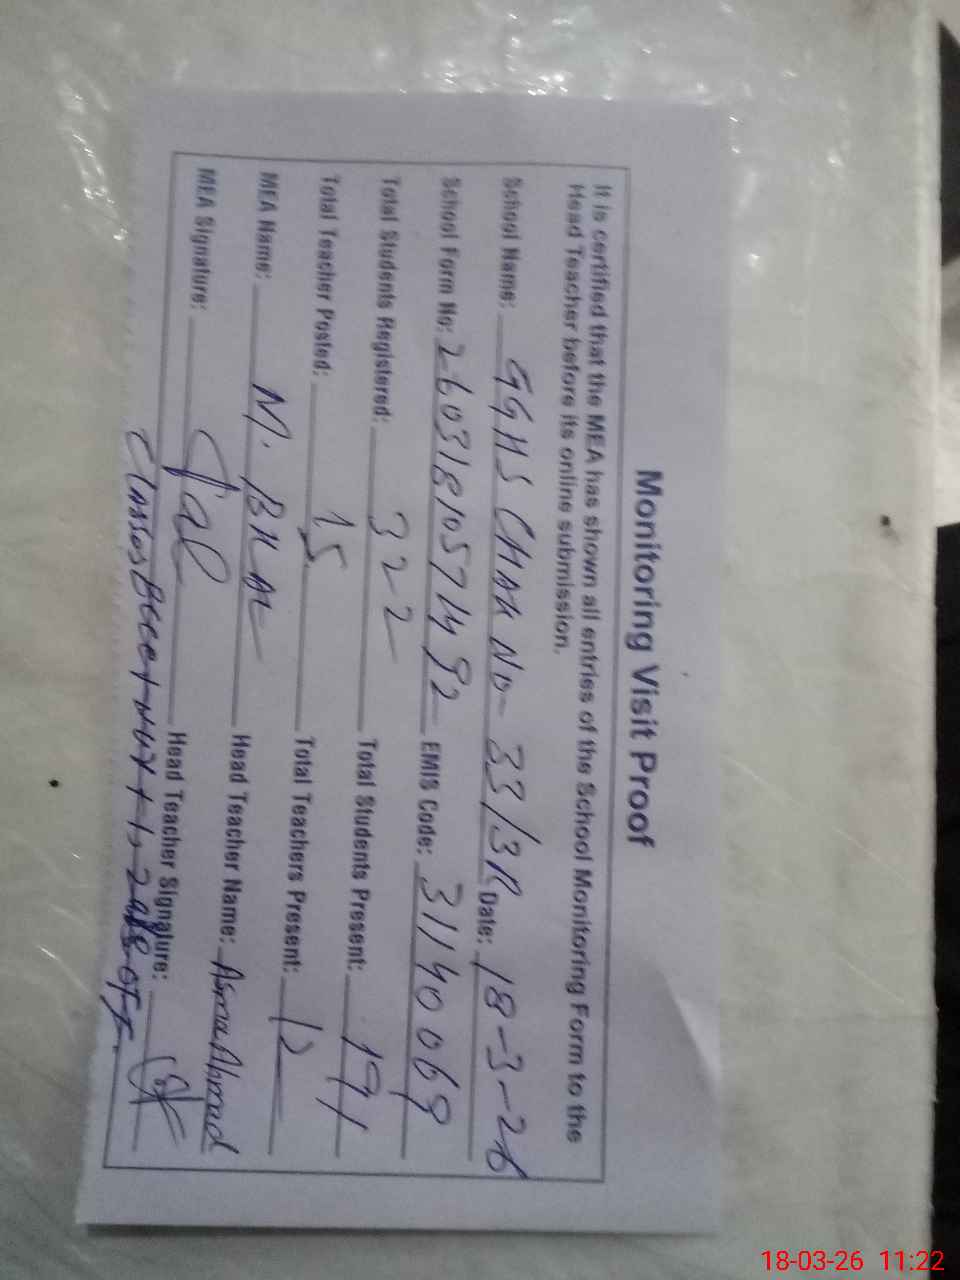 Monitoring Visit Proof
It is certified that the MEA has shown all entries of the School Monitoring Form to the
Head Teacher before its online submission.
School Name: GGHS CHAK NO- 33/3R Date: 18-3-26
School Form No: 2603181057492 EMIS Code: 31140069
Total Students Registered: 322 Total Students Present: 191
Total Teacher Posted: 15 Total Teachers Present: 12
MEA Name: M. Head Teacher Name: Asma Ahmad
MEA Signature: Head Teacher Signature:
Classes
18-03-26 11:22